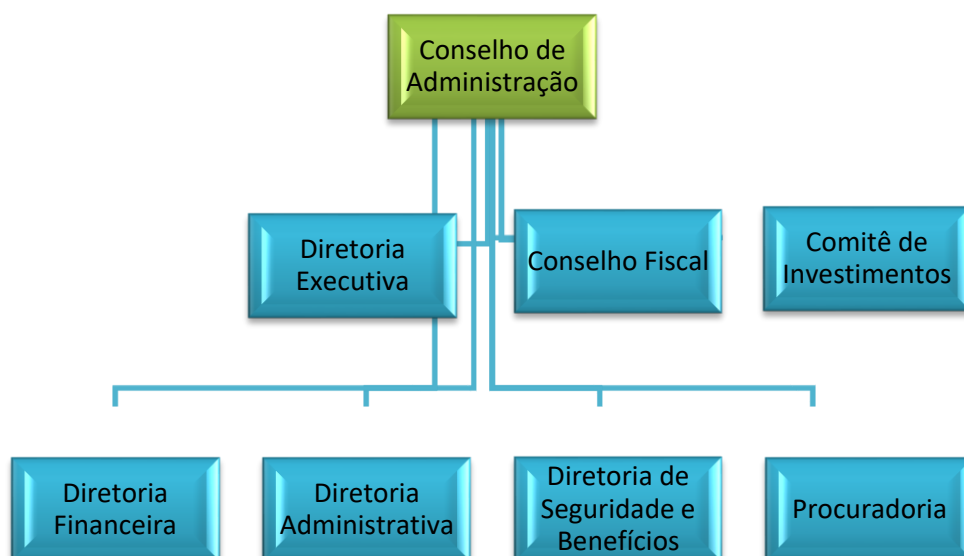 Conselho de
Administração
Diretoria
Executiva
Conselho Fiscal
Comitê de
Investimentos
Diretoria
Financeira
Diretoria
Administrativa
Diretoria de
Seguridade e
Benefícios
Procuradoria